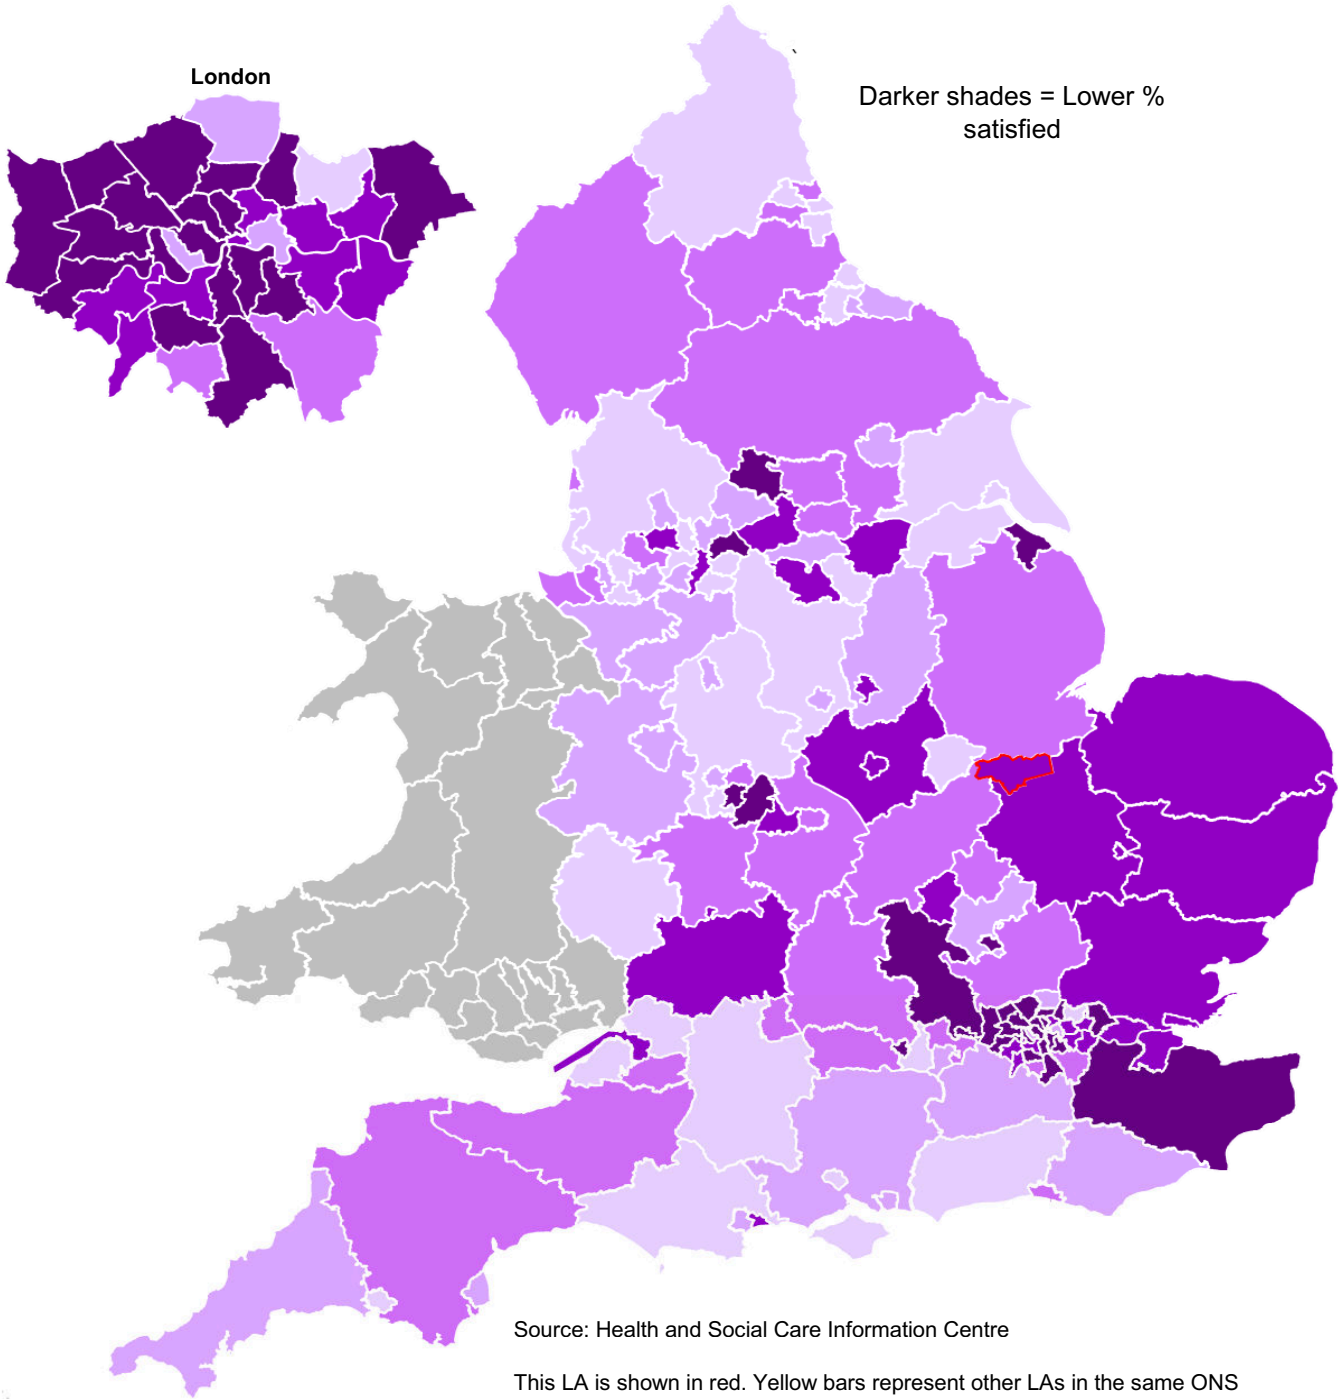 London
Darker shades = Lower %
satisfied
Source: Health and Social Care Information Centre
This LA is shown in red. Yellow bars represent other LAs in the same ONS